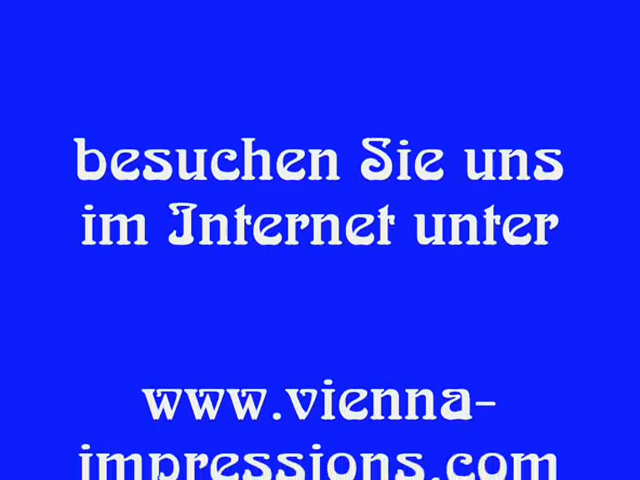 besuchen Sie uns
im Internet unter
www.vienna-
impressions.com